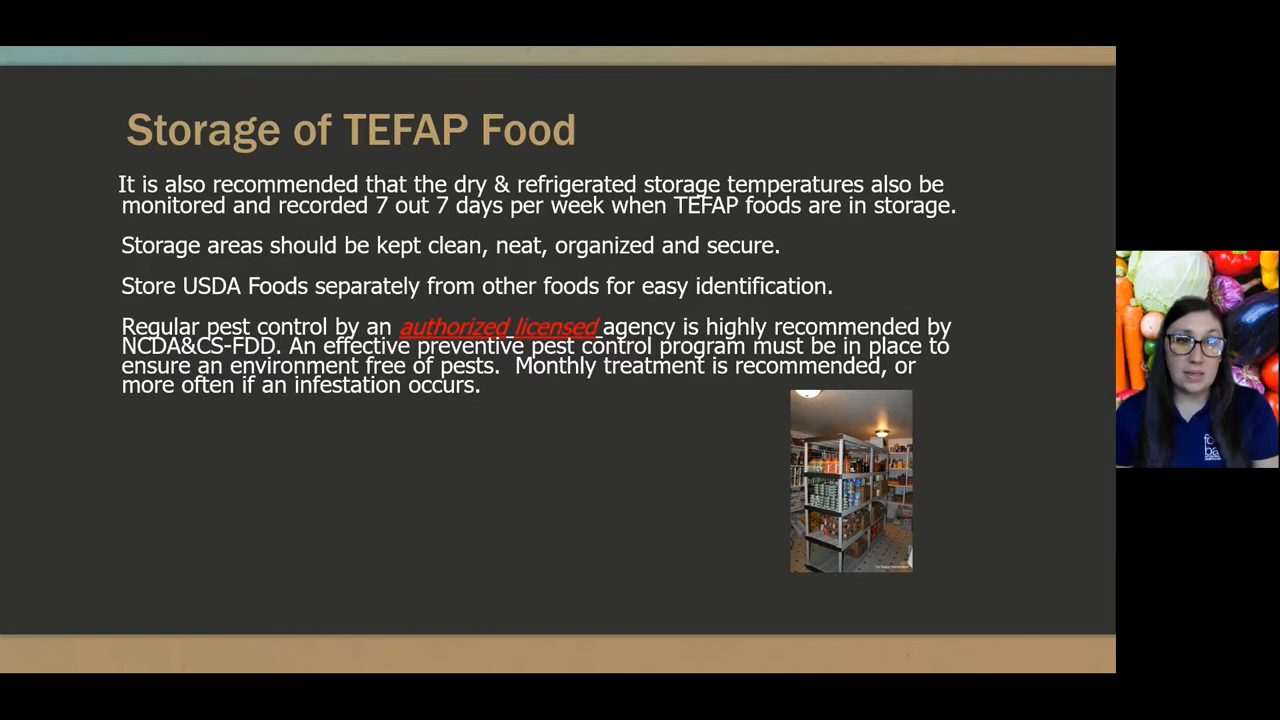 Storage of TEFAP Food
It is also recommended that the dry & refrigerated storage temperatures also be
monitored and recorded 7 out 7 days per week when TEFAP foods are in storage.
Storage areas should be kept clean, neat, organized and secure.
Store USDA Foods separately from other foods for easy identification.
Regular pest control by an authorized licensed agency is highly recommended by
NCDA&CS-FDD. An effective preventive pest control program must be in place to
ensure an environment free of pests.  Monthly treatment is recommended, or
more often if an infestation occurs.